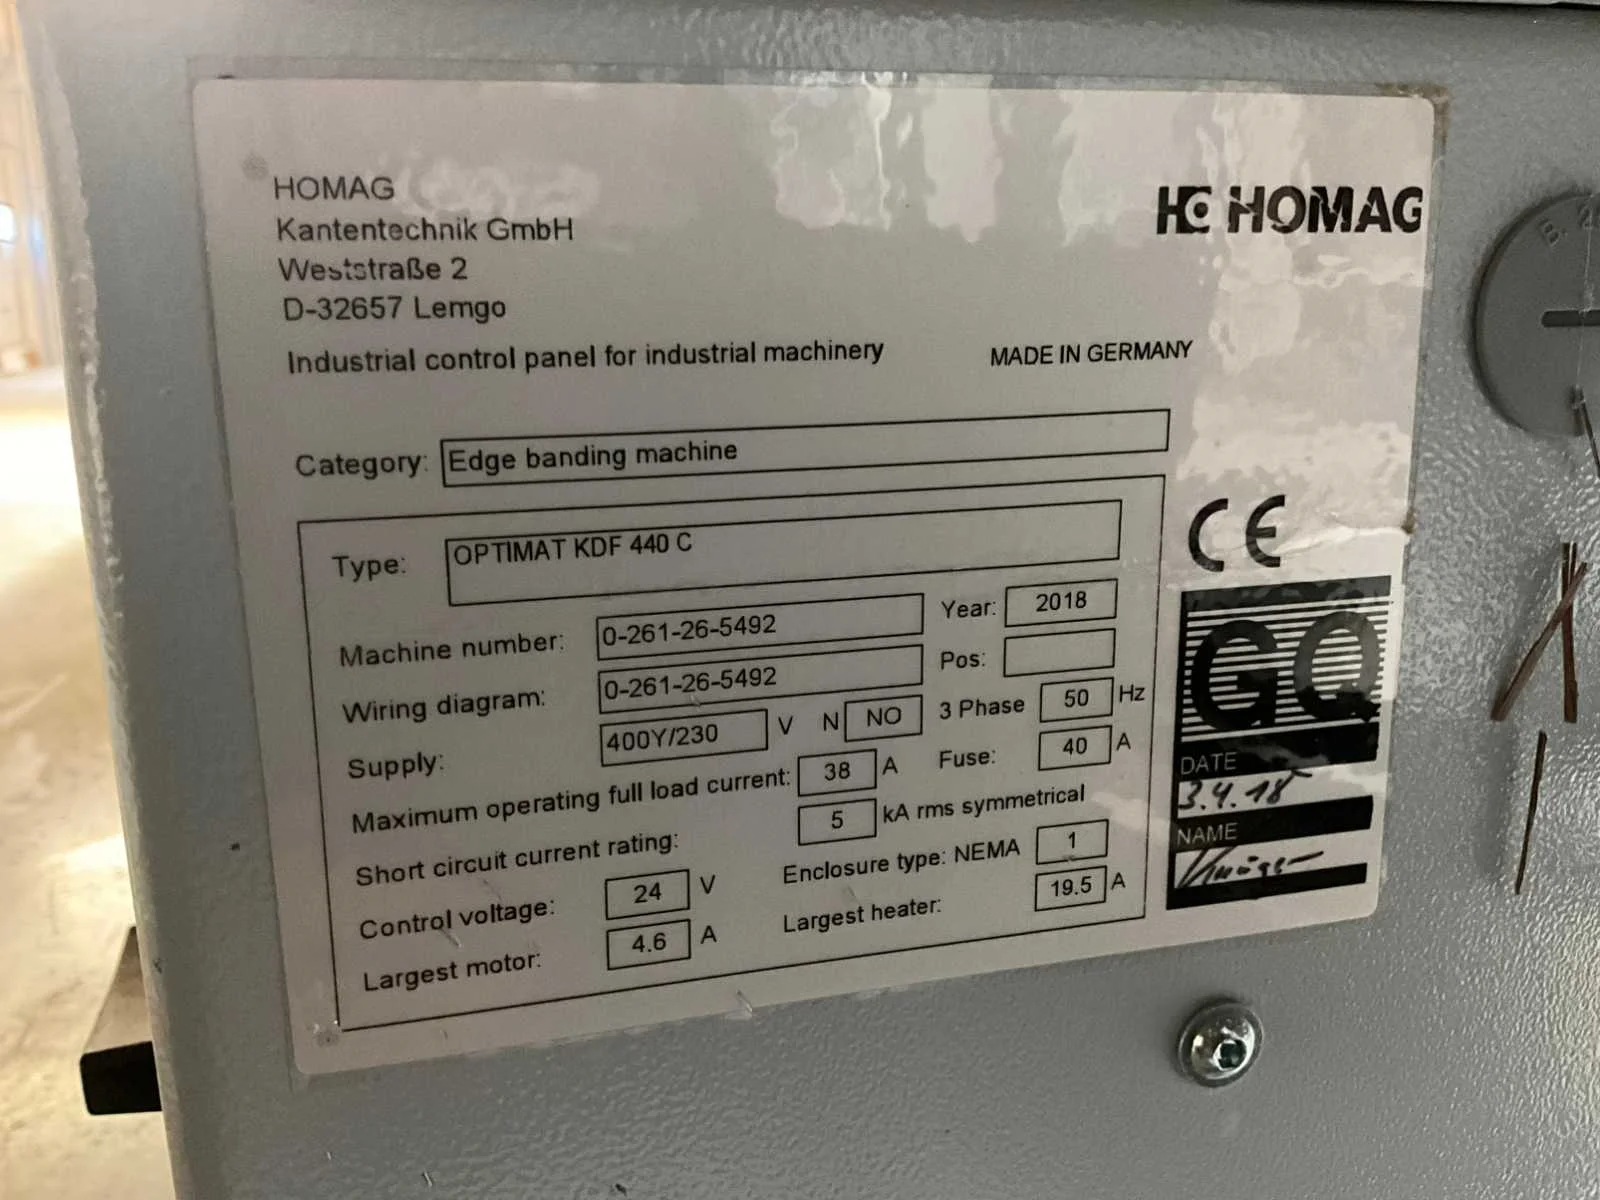 HOMAG
Kantentechnik GmbH
Weststraße 2
D-32657 Lemgo
HOMAG
Industrial control panel for industrial machinery MADE IN GERMANY
Category: Edge banding machine
Type: OPTIMAT KDF 440 C
Machine number: 0-261-26-5492 Year: 2018
Wiring diagram: 0-261-26-5492 Pos:
Supply: 400Y/230 V N NO 3 Phase 50 Hz
Maximum operating full load current: 38 A Fuse: 40 A
Short circuit current rating: 5 kA rms symmetrical
Control voltage: 24 V Enclosure type: NEMA 1
Largest motor: 4.6 A Largest heater: 19.5 A
CE
GQ
DATE
3.4.18
NAME